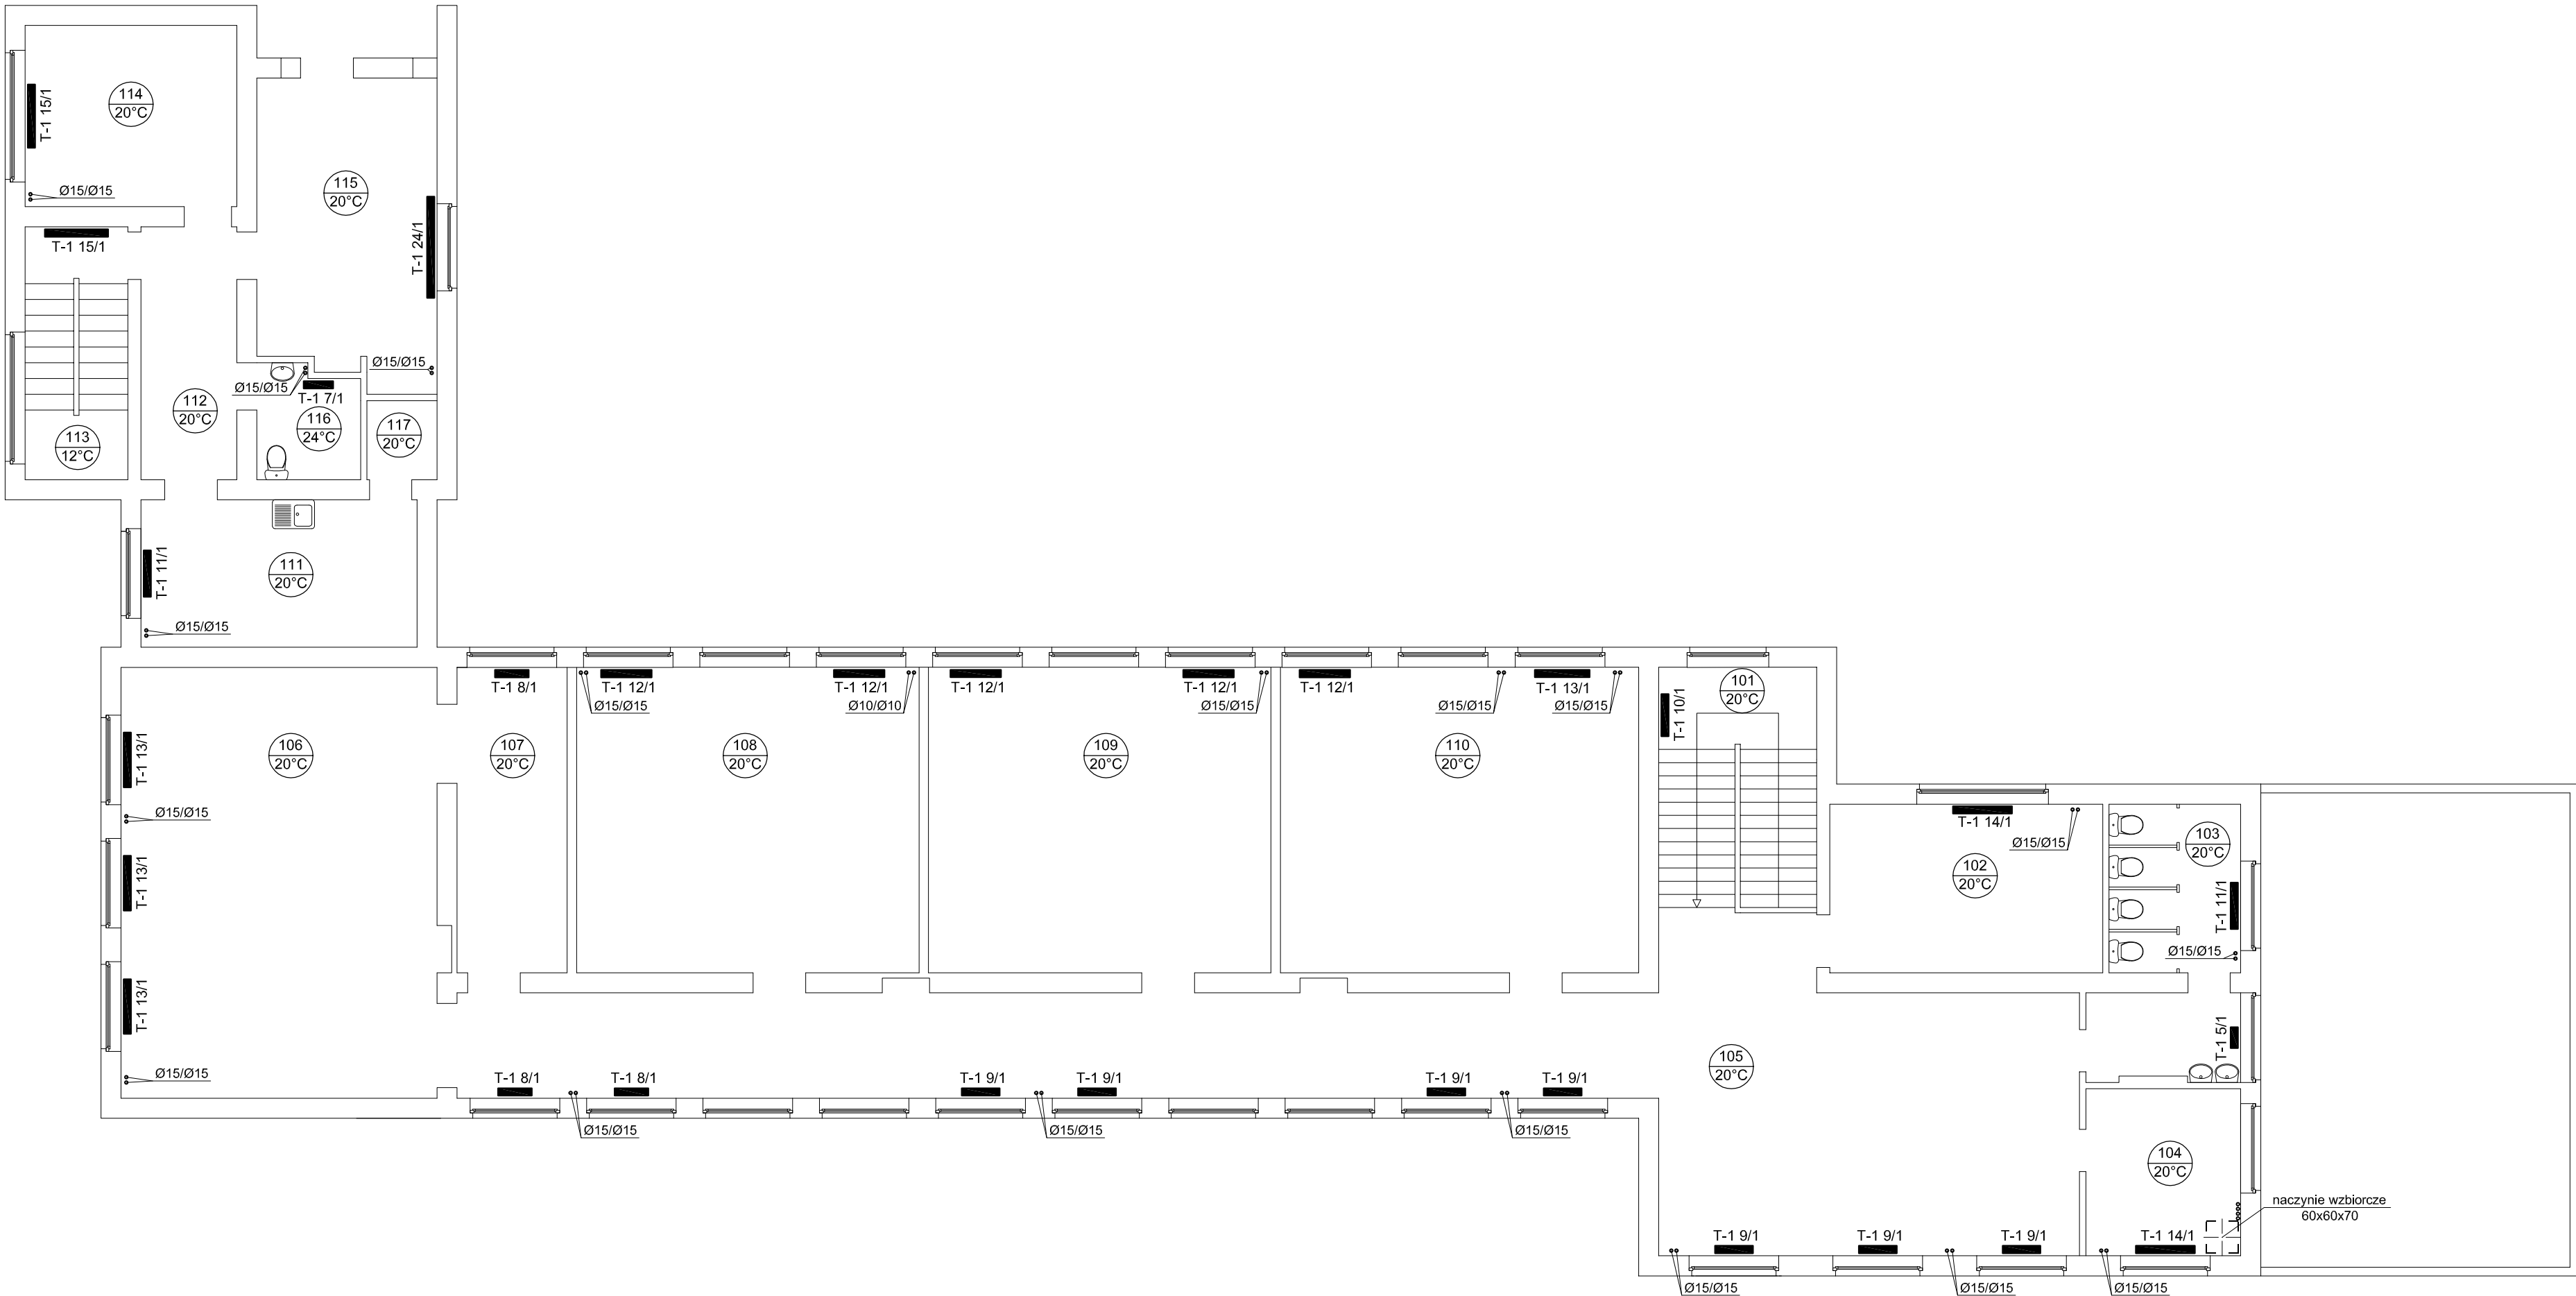 114
20°C
T-1 15/1
Ø15/Ø15
T-1 15/1
115
20°C
T-1 24/1
Ø15/Ø15
Ø15/Ø15
T-1 7/1
112
20°C
116
24°C
117
20°C
113
12°C
T-1 11/1
111
20°C
Ø15/Ø15
T-1 8/1
T-1 12/1
T-1 12/1
T-1 12/1
T-1 12/1
T-1 12/1
T-1 13/1
T-1 10/1
101
20°C
Ø15/Ø15
Ø10/Ø10
Ø15/Ø15
Ø15/Ø15
Ø15/Ø15
T-1 13/1
106
20°C
107
20°C
108
20°C
109
20°C
110
20°C
Ø15/Ø15
T-1 14/1
Ø15/Ø15
103
20°C
102
20°C
T-1 13/1
T-1 11/1
Ø15/Ø15
T-1 13/1
T-1 5/1
105
20°C
Ø15/Ø15
T-1 8/1
T-1 8/1
T-1 9/1
T-1 9/1
T-1 9/1
T-1 9/1
Ø15/Ø15
Ø15/Ø15
Ø15/Ø15
104
20°C
naczynie wzbiorcze
60x60x70
T-1 9/1
T-1 9/1
T-1 9/1
T-1 14/1
Ø15/Ø15
Ø15/Ø15
Ø15/Ø15